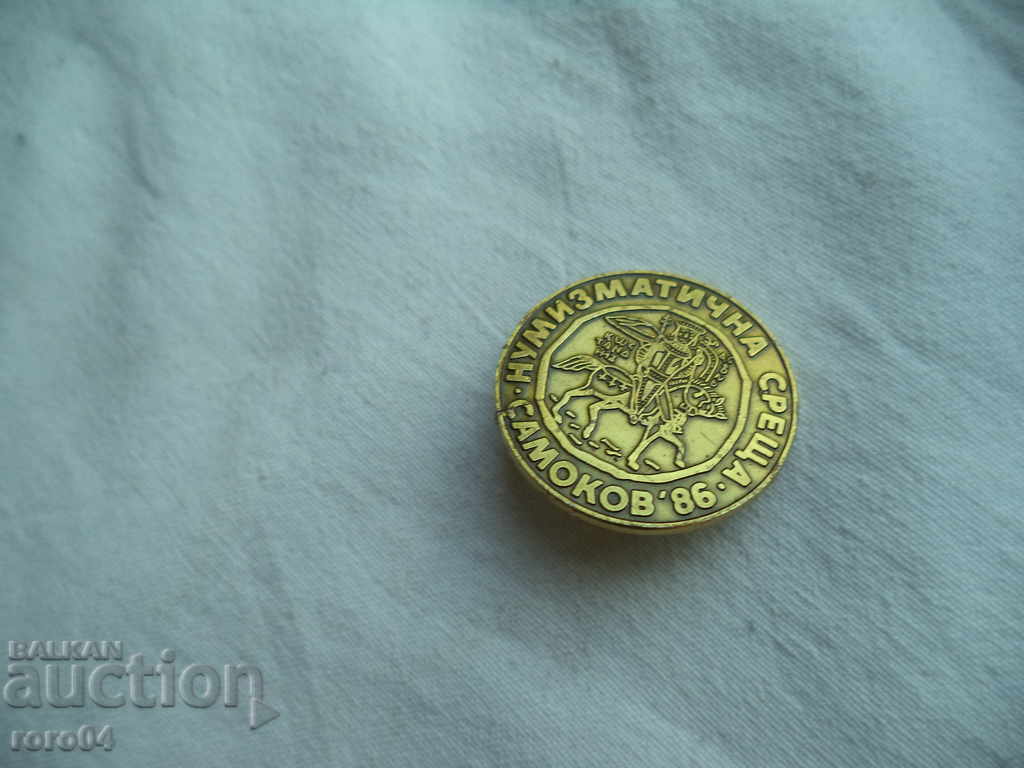 · НУМИЗМАТИЧНА СРЕЩА ·
САМОКОВ '86
BALKAN
auction
roro04